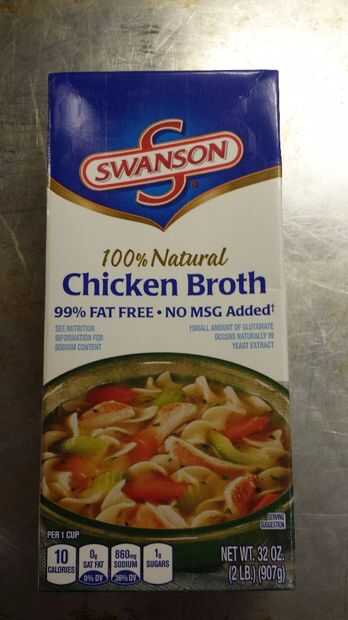 SWANSON
100% Natural
Chicken Broth
99% FAT FREE • NO MSG Added†
SEE NUTRITION
INFORMATION FOR
SODIUM CONTENT
†SMALL AMOUNT OF GLUTAMATE
OCCURS NATURALLY IN
YEAST EXTRACT
SERVING
SUGGESTION
PER 1 CUP
10
CALORIES
0g
SAT FAT
0% DV
860mg
SODIUM
36% DV
1g
SUGARS
NET WT. 32 OZ.
(2 LB.) (907g)